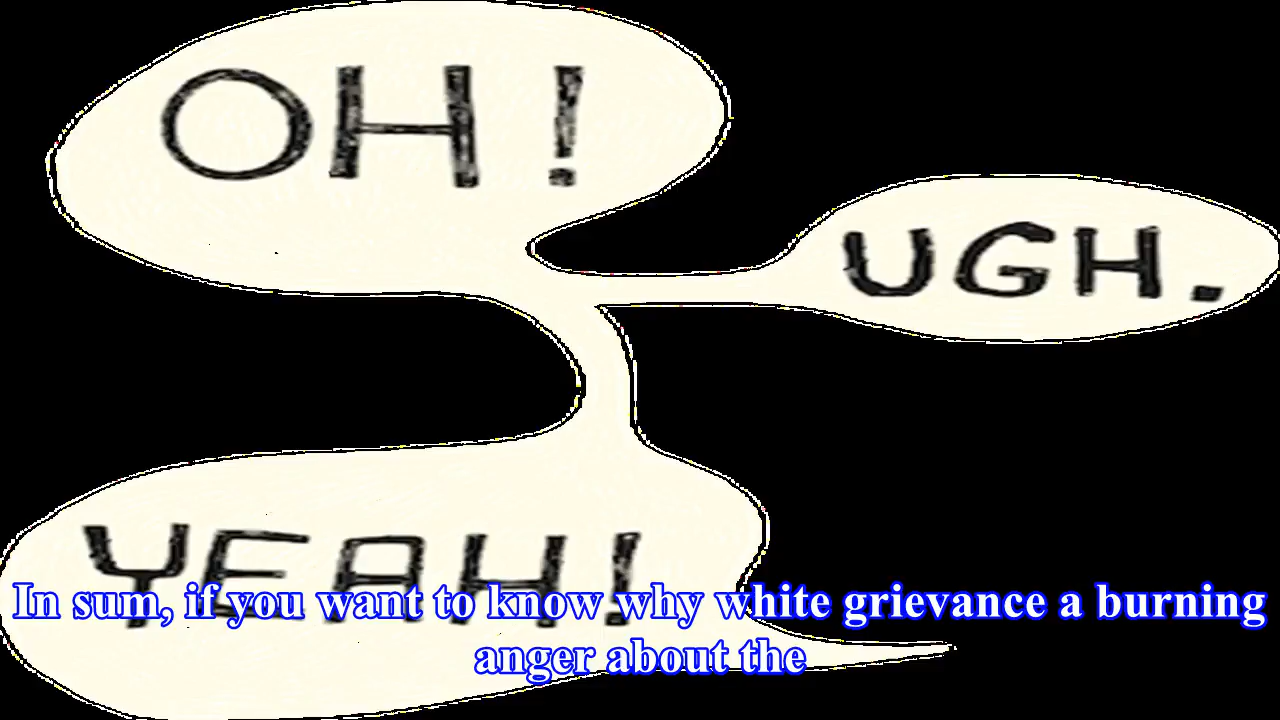 OH!
UGH.
YEAH!
In sum, if you want to know why white grievance a burning
anger about the